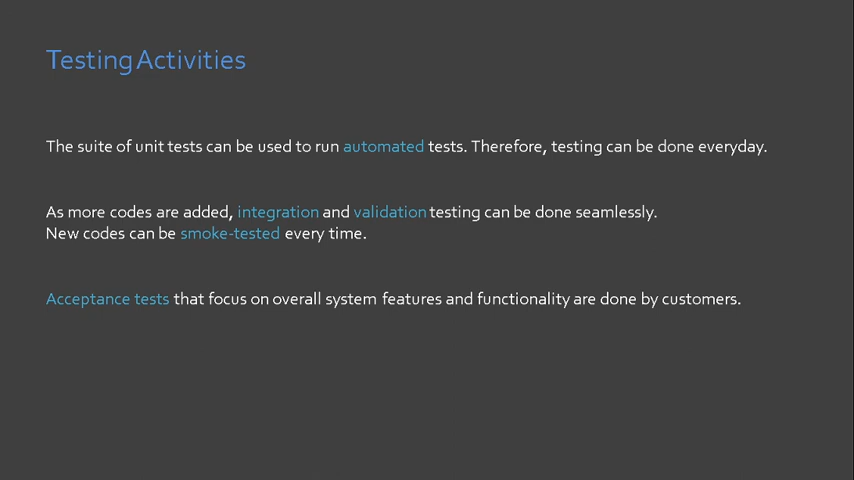 Testing Activities
The suite of unit tests can be used to run automated tests. Therefore, testing can be done everyday.
As more codes are added, integration and validation testing can be done seamlessly.
New codes can be smoke-tested every time.
Acceptance tests that focus on overall system features and functionality are done by customers.